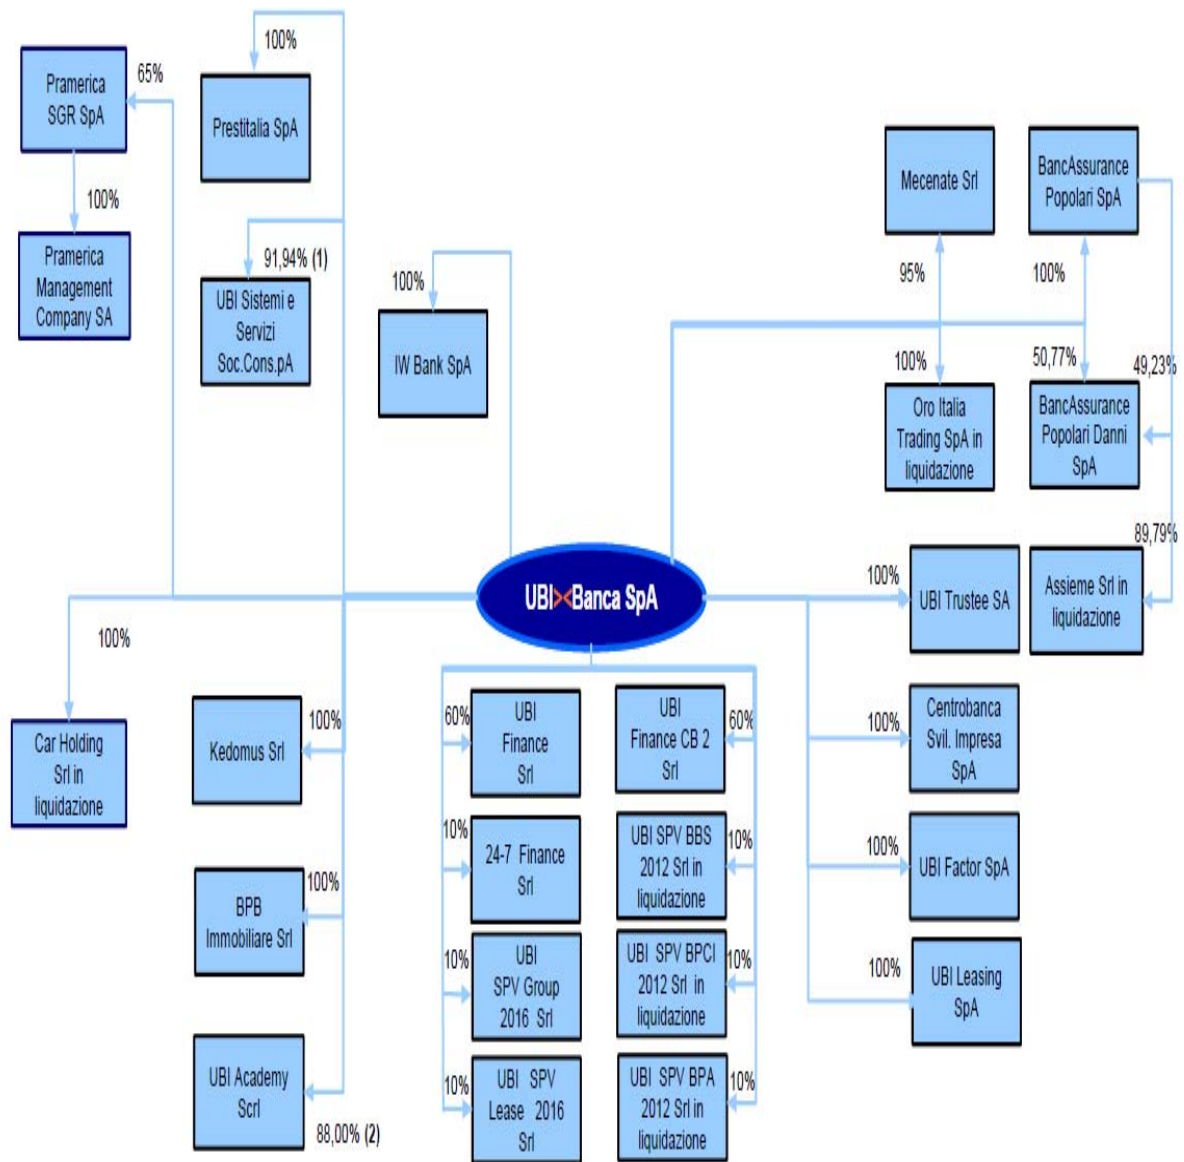 100%
Pramerica
SGR SpA
65%
Prestitalia SpA
100%
Pramerica
Management
Company SA
91,94% (1)
UBI Sistemi e
Servizi
Soc.Cons.pA
100%
IW Bank SpA
Mecenate Srl
BancAssurance
Popolari SpA
95%
100%
100%
50,77%
49,23%
Oro Italia
Trading SpA in
liquidazione
BancAssurance
Popolari Danni
SpA
89,79%
UBI Banca SpA
100%
UBI Trustee SA
Assieme Srl in
liquidazione
100%
Car Holding
Srl in
liquidazione
Kedomus Srl
100%
60%
UBI
Finance
Srl
UBI
Finance CB 2
Srl
60%
100%
Centrobanca
Svil. Impresa
SpA
10%
24-7 Finance
Srl
UBI SPV BBS
2012 Srl in
liquidazione
10%
100%
UBI Factor SpA
BPB
Immobiliare Srl
100%
10%
UBI
SPV Group
2016 Srl
UBI SPV BPCI
2012 Srl in
liquidazione
10%
100%
UBI Leasing
SpA
UBI Academy
Scrl
88,00% (2)
10%
UBI SPV
Lease 2016
Srl
UBI SPV BPA
2012 Srl in
liquidazione
10%